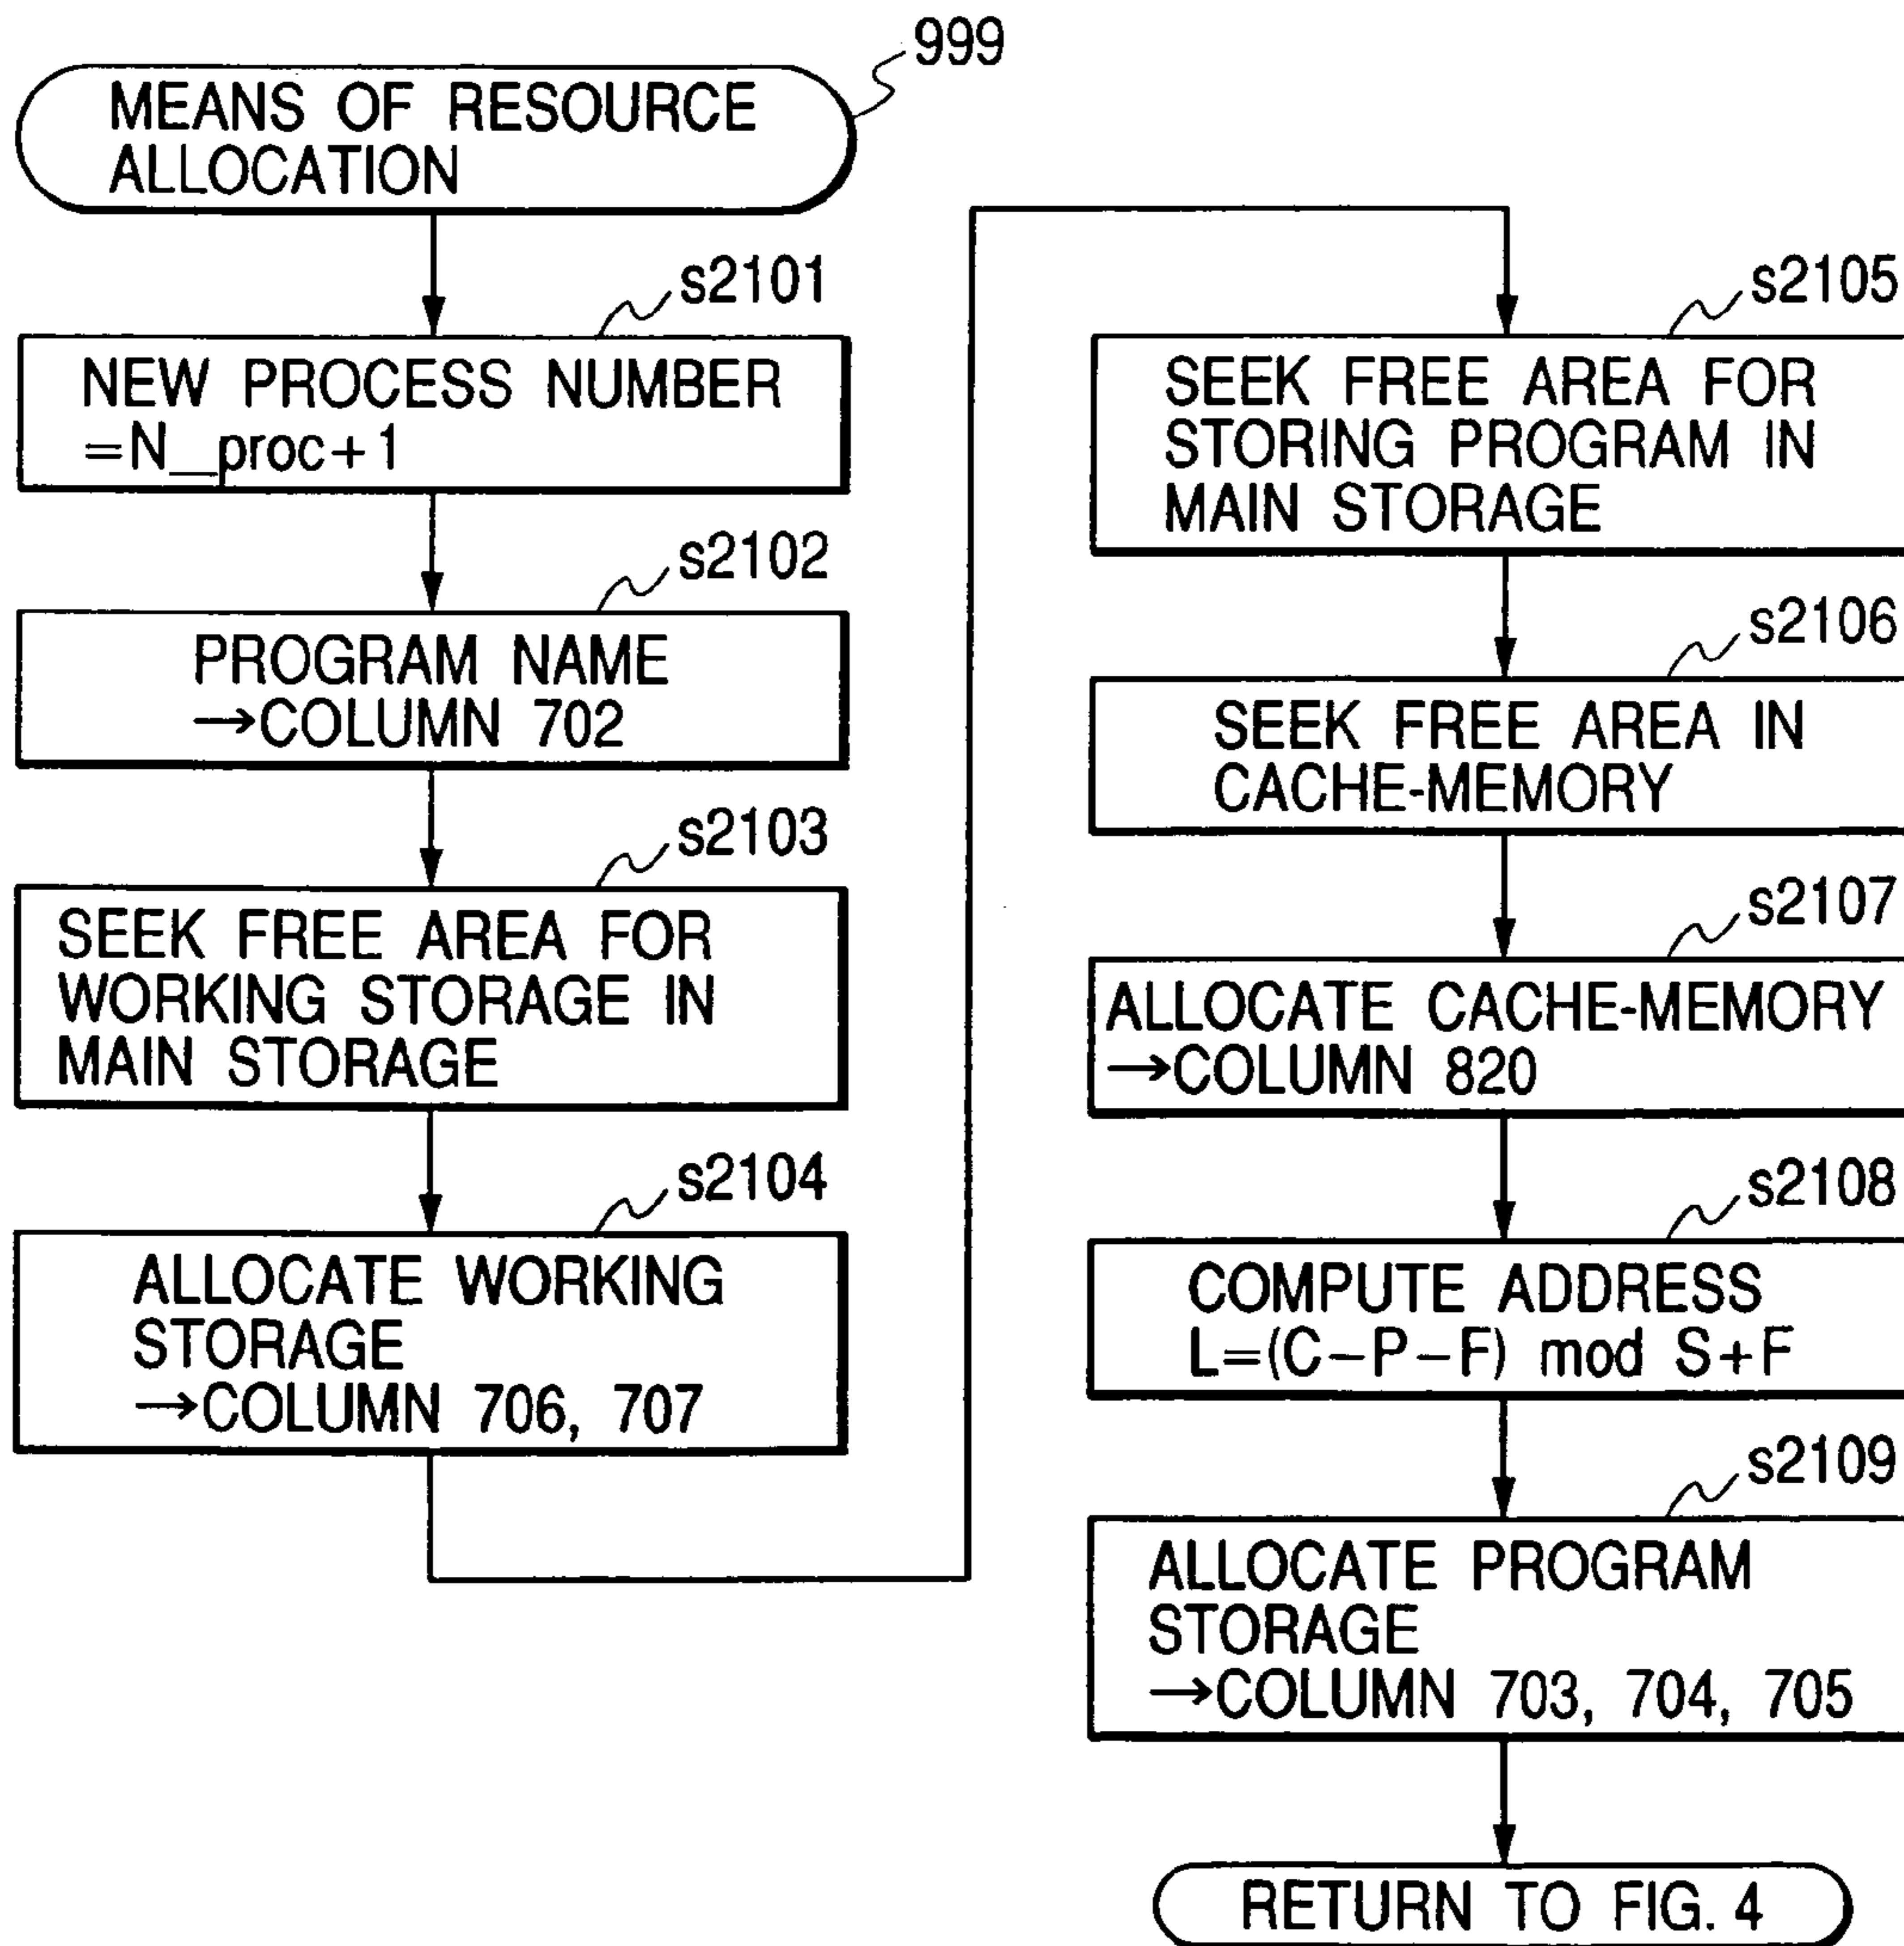 999
MEANS OF RESOURCE
ALLOCATION
s2101
NEW PROCESS NUMBER
=N_proc+1
s2102
PROGRAM NAME
→COLUMN 702
s2103
SEEK FREE AREA FOR
WORKING STORAGE IN
MAIN STORAGE
s2104
ALLOCATE WORKING
STORAGE
→COLUMN 706, 707
s2105
SEEK FREE AREA FOR
STORING PROGRAM IN
MAIN STORAGE
s2106
SEEK FREE AREA IN
CACHE-MEMORY
s2107
ALLOCATE CACHE-MEMORY
→COLUMN 820
s2108
COMPUTE ADDRESS
L=(C-P-F) mod S+F
s2109
ALLOCATE PROGRAM
STORAGE
→COLUMN 703, 704, 705
RETURN TO FIG. 4